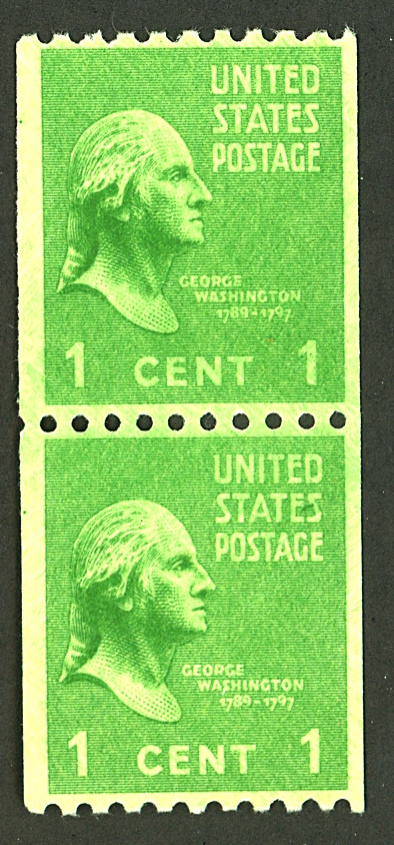 UNITED
STATES
POSTAGE
GEORGE
WASHINGTON
1789-1797
1 CENT 1
UNITED
STATES
POSTAGE
GEORGE
WASHINGTON
1789-1797
1 CENT 1